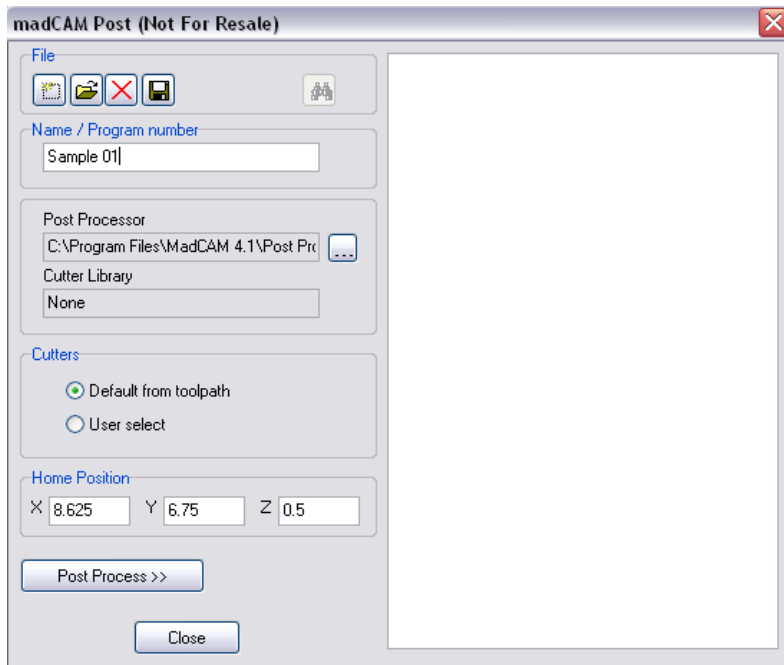 madCAM Post (Not For Resale)
File
Name / Program number
Sample 01
Post Processor
C:\Program Files\MadCAM 4.1\Post Pro
...
Cutter Library
None
Cutters
Default from toolpath
User select
Home Position
X 8.625 Y 6.75 Z 0.5
Post Process >>
Close